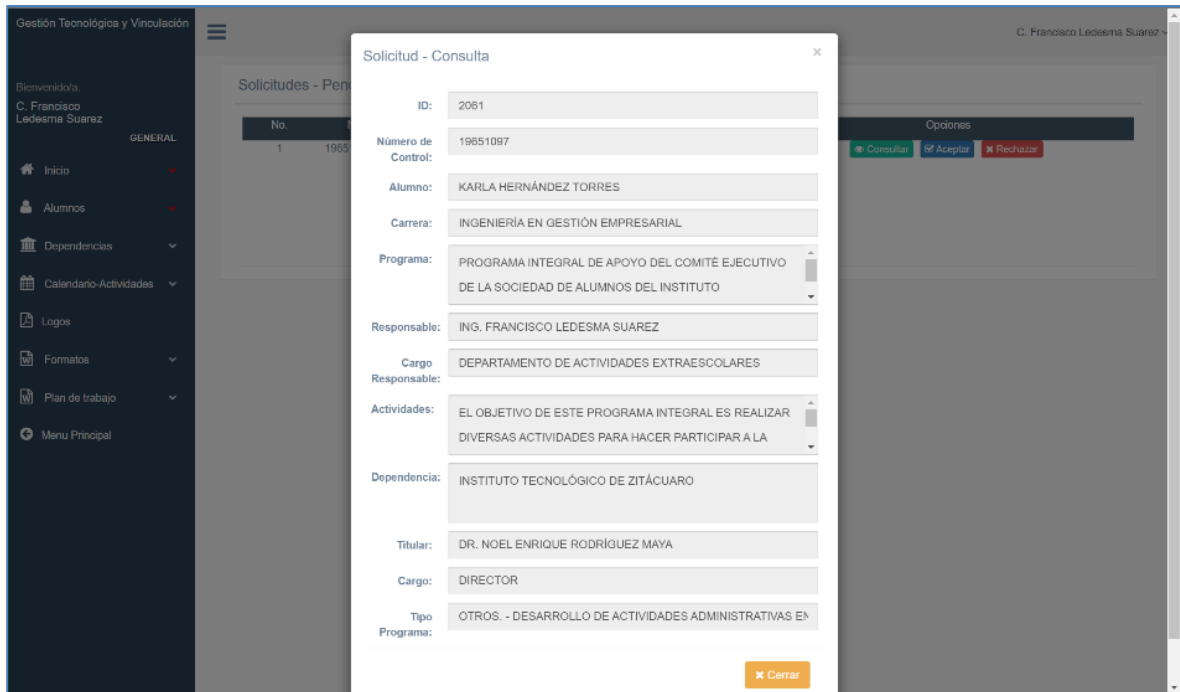 Gestión Tecnológica y Vinculación
C. Francisco Ledesma Suarez
Bienvenido/a.
C. Francisco
Ledesma Suarez
GENERAL
Inicio
Alumnos
Dependencias
Calendario-Actividades
Logos
Formatos
Plan de trabajo
Menu Principal
Solicitudes - Pen
No.
Opciones
1
1965
Consultar
Aceptar
Rechazar
Solicitud - Consulta
×
ID:
2061
Número de
Control:
19651097
Alumno:
KARLA HERNÁNDEZ TORRES
Carrera:
INGENIERÍA EN GESTIÓN EMPRESARIAL
Programa:
PROGRAMA INTEGRAL DE APOYO DEL COMITÉ EJECUTIVO
DE LA SOCIEDAD DE ALUMNOS DEL INSTITUTO
Responsable:
ING. FRANCISCO LEDESMA SUAREZ
Cargo
Responsable:
DEPARTAMENTO DE ACTIVIDADES EXTRAESCOLARES
Actividades:
EL OBJETIVO DE ESTE PROGRAMA INTEGRAL ES REALIZAR
DIVERSAS ACTIVIDADES PARA HACER PARTICIPAR A LA
Dependencia:
INSTITUTO TECNOLÓGICO DE ZITÁCUARO
Titular:
DR. NOEL ENRIQUE RODRÍGUEZ MAYA
Cargo:
DIRECTOR
Tipo
Programa:
OTROS. - DESARROLLO DE ACTIVIDADES ADMINISTRATIVAS EN
Cerrar